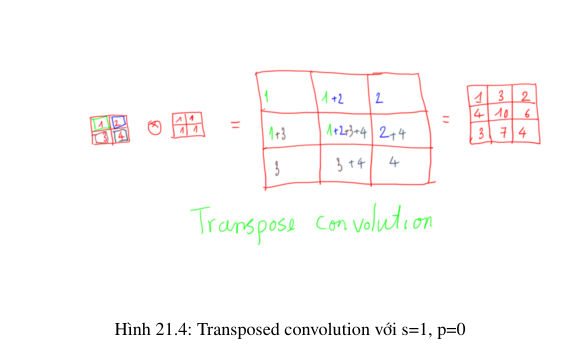 1 2
3 4
⊗
1 1
1 1
=
1 1+2 2
1+3 1+2+3+4 2+4
3 3+4 4
=
1 3 2
4 10 6
3 7 4
Transpose convolution
Hình 21.4: Transposed convolution với s=1, p=0